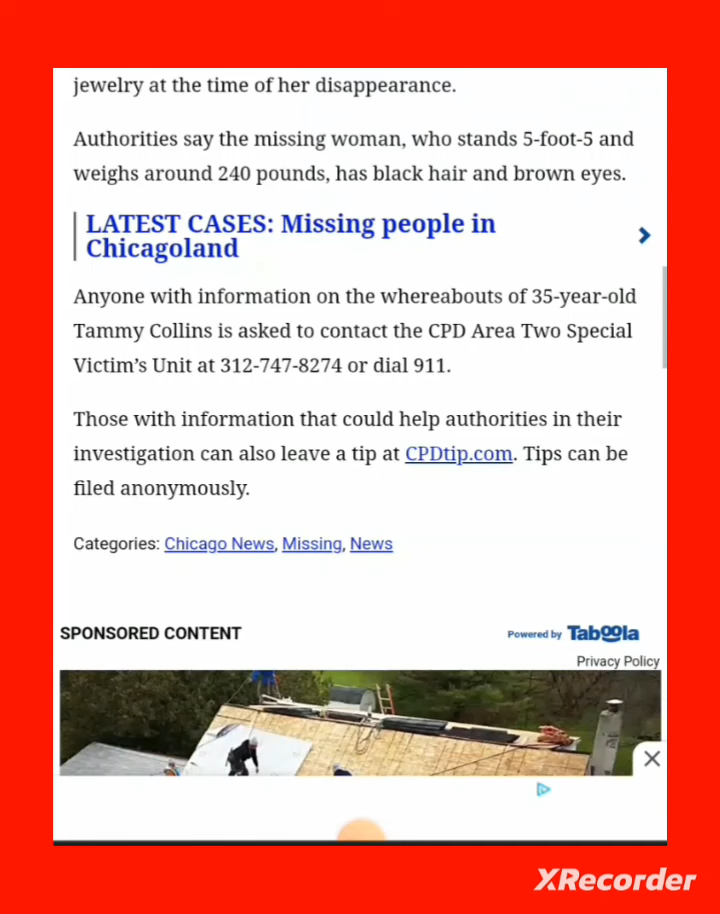 jewelry at the time of her disappearance.
Authorities say the missing woman, who stands 5-foot-5 and
weighs around 240 pounds, has black hair and brown eyes.
LATEST CASES: Missing people in
Chicagoland
Anyone with information on the whereabouts of 35-year-old
Tammy Collins is asked to contact the CPD Area Two Special
Victim’s Unit at 312-747-8274 or dial 911.
Those with information that could help authorities in their
investigation can also leave a tip at CPDtip.com. Tips can be
filed anonymously.
Categories: Chicago News, Missing, News
SPONSORED CONTENT
Powered by Taboola
Privacy Policy
XRecorder